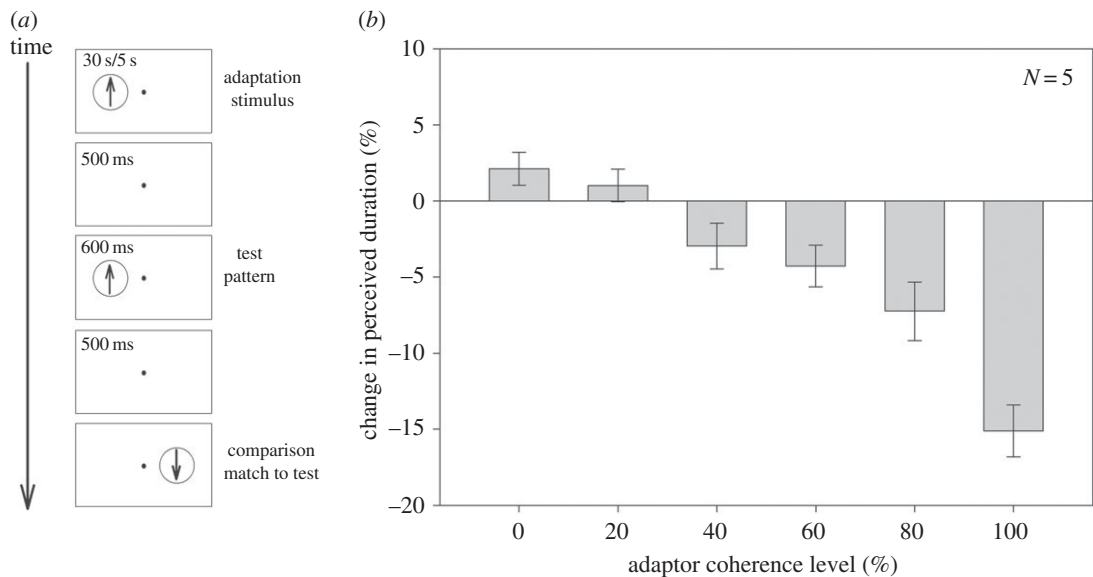 (a)
time
30 s/5 s
adaptation
stimulus
500 ms
600 ms
test
pattern
500 ms
comparison
match to test
(b)
N = 5
change in perceived duration (%)
10
5
0
−5
−10
−15
−20
0 20 40 60 80 100
adaptor coherence level (%)